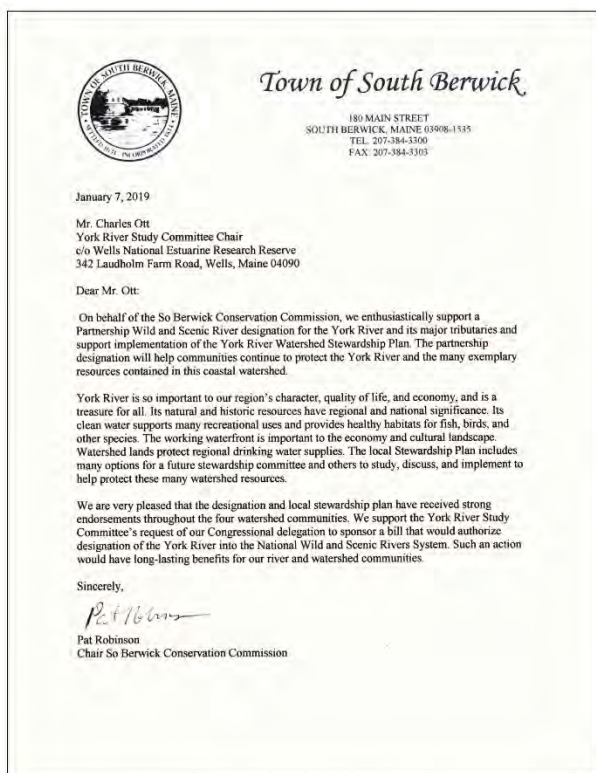 TOWN OF SOUTH BERWICK, MAINE
SETTLED 1631 · INCORPORATED 1814
Town of South Berwick
180 MAIN STREET
SOUTH BERWICK, MAINE 03908-1535
TEL. 207-384-3300
FAX: 207-384-3303
January 7, 2019
Mr. Charles Ott
York River Study Committee Chair
c/o Wells National Estuarine Research Reserve
342 Laudholm Farm Road, Wells, Maine 04090
Dear Mr. Ott:
On behalf of the So Berwick Conservation Commission, we enthusiastically support a
Partnership Wild and Scenic River designation for the York River and its major tributaries and
support implementation of the York River Watershed Stewardship Plan. The partnership
designation will help communities continue to protect the York River and the many exemplary
resources contained in this coastal watershed.
York River is so important to our region's character, quality of life, and economy, and is a
treasure for all. Its natural and historic resources have regional and national significance. Its
clean water supports many recreational uses and provides healthy habitats for fish, birds, and
other species. The working waterfront is important to the economy and cultural landscape.
Watershed lands protect regional drinking water supplies. The local Stewardship Plan includes
many options for a future stewardship committee and others to study, discuss, and implement to
help protect these many watershed resources.
We are very pleased that the designation and local stewardship plan have received strong
endorsements throughout the four watershed communities. We support the York River Study
Committee's request of our Congressional delegation to sponsor a bill that would authorize
designation of the York River into the National Wild and Scenic Rivers System. Such an action
would have long-lasting benefits for our river and watershed communities.
Sincerely,
Pat Robinson
Pat Robinson
Chair So Berwick Conservation Commission